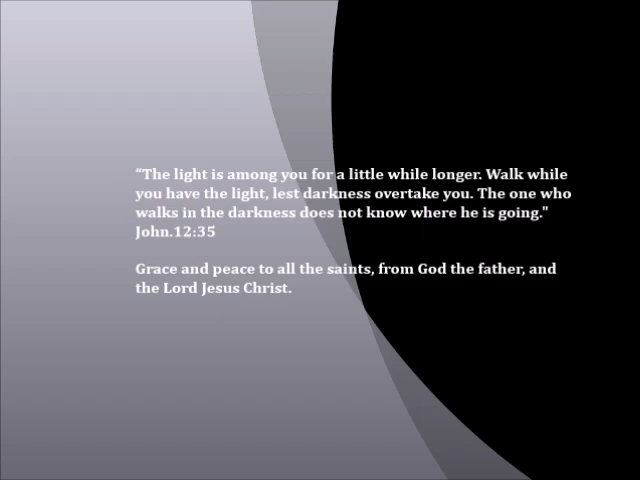 “The light is among you for a little while longer. Walk while
you have the light, lest darkness overtake you. The one who
walks in the darkness does not know where he is going."
John.12:35
Grace and peace to all the saints, from God the father, and
the Lord Jesus Christ.